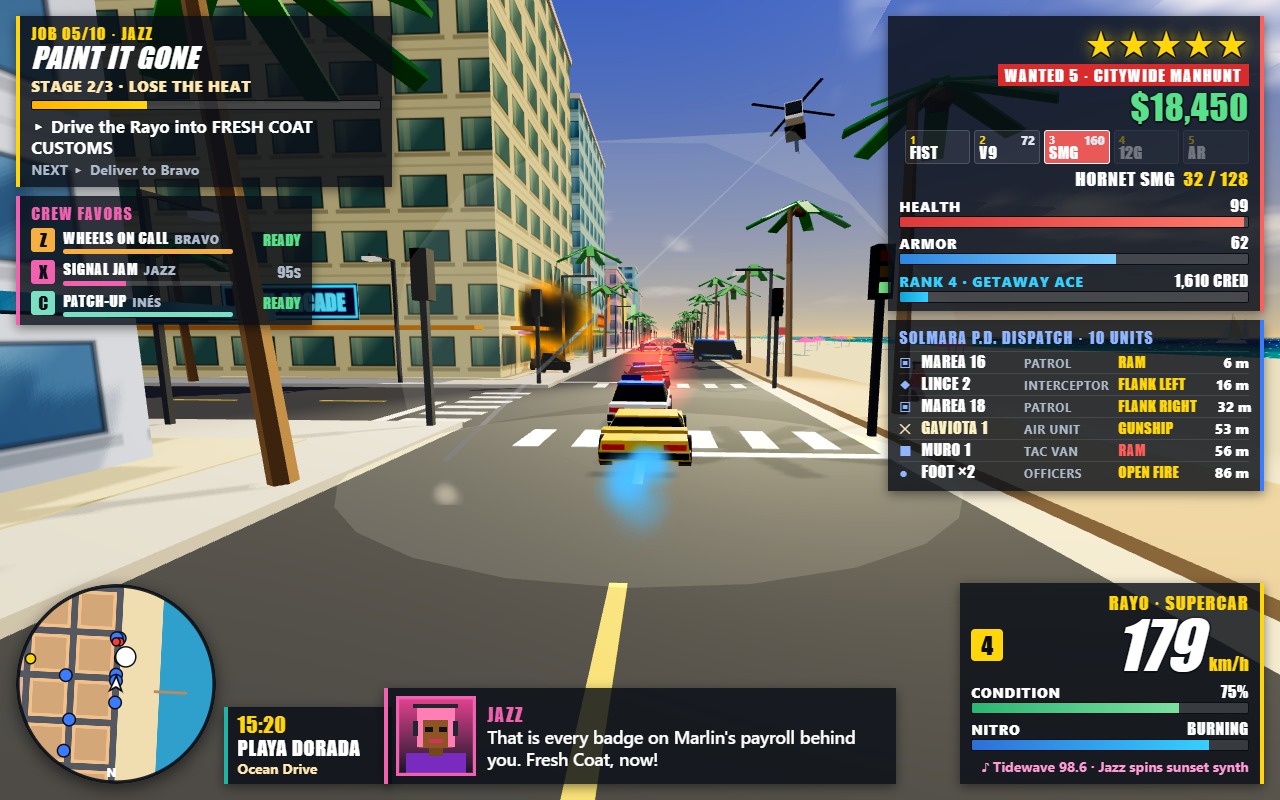 JOB 05/10 · JAZZ
PAINT IT GONE
STAGE 2/3 · LOSE THE HEAT
▸ Drive the Rayo into FRESH COAT
CUSTOMS
NEXT ▸ Deliver to Bravo
CREW FAVORS
Z WHEELS ON CALL BRAVO READY
X SIGNAL JAM JAZZ 95s
C PATCH-UP INÉS READY
CADE
★★★★★
WANTED 5 · CITYWIDE MANHUNT
$18,450
1 FIST
2 V9 72
3 SMG 160
4 12G
5 AR
HORNET SMG 32 / 128
HEALTH 99
ARMOR 62
RANK 4 · GETAWAY ACE 1,610 CRED
SOLMARA P.D. DISPATCH · 10 UNITS
MAREA 16 PATROL RAM 6 m
LINCE 2 INTERCEPTOR FLANK LEFT 16 m
MAREA 18 PATROL FLANK RIGHT 32 m
GAVIOTA 1 AIR UNIT GUNSHIP 53 m
MURO 1 TAC VAN RAM 56 m
FOOT ×2 OFFICERS OPEN FIRE 86 m
N
15:20
PLAYA DORADA
Ocean Drive
JAZZ
That is every badge on Marlin's payroll behind
you. Fresh Coat, now!
RAYO · SUPERCAR
4
179 km/h
CONDITION 75%
NITRO BURNING
♪ Tidewave 98.6 · Jazz spins sunset synth